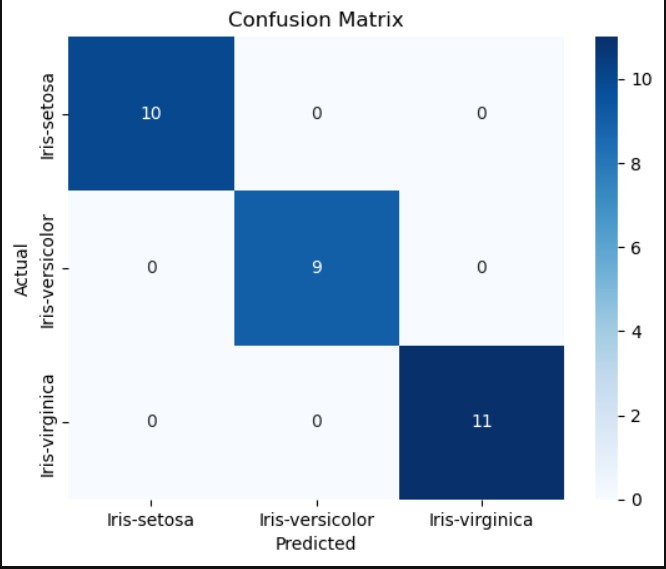 Confusion Matrix
Actual
Iris-setosa
10 0 0
Iris-versicolor
0 9 0
Iris-virginica
0 0 11
Iris-setosa Iris-versicolor Iris-virginica
Predicted
10
8
6
4
2
0